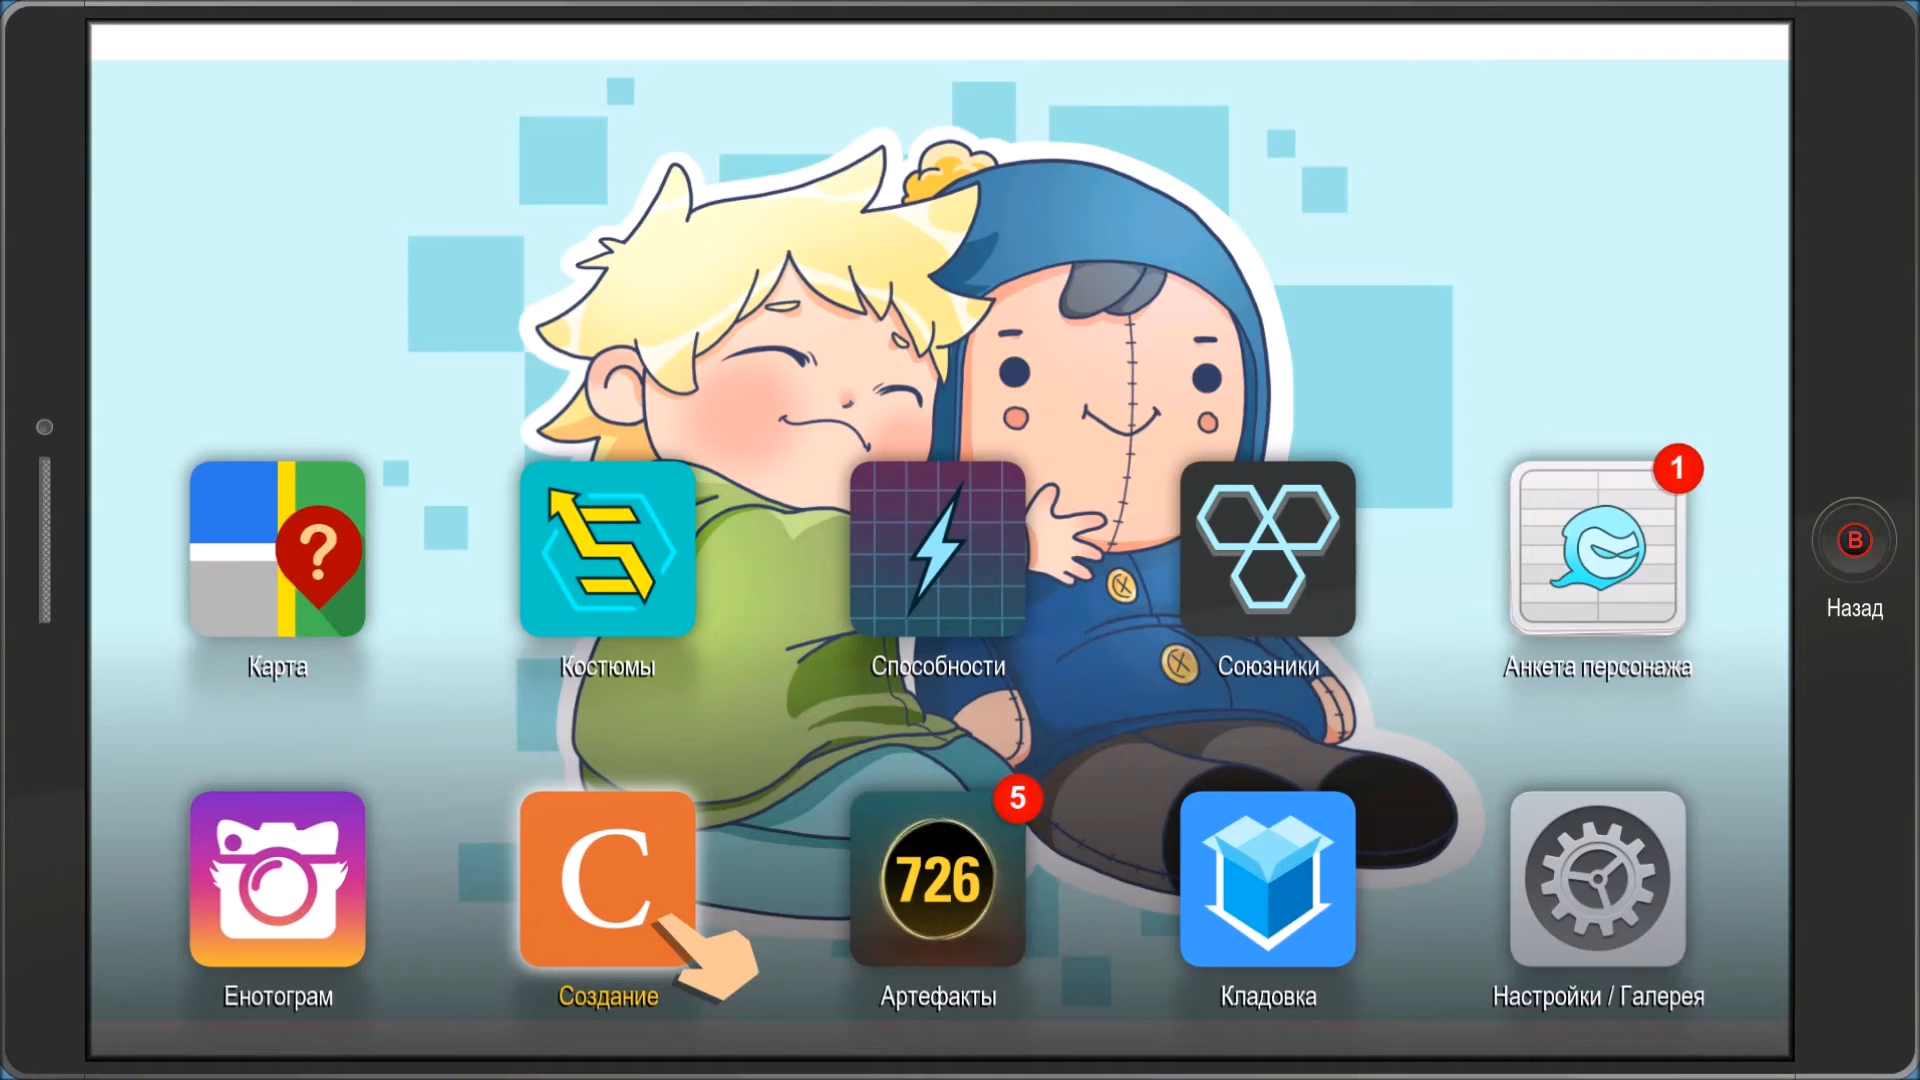 ?
1
Карта
Костюмы
Способности
Союзники
Анкета персонажа
B
Назад
C
5
726
Енотограм
Создание
Артефакты
Кладовка
Настройки / Галерея